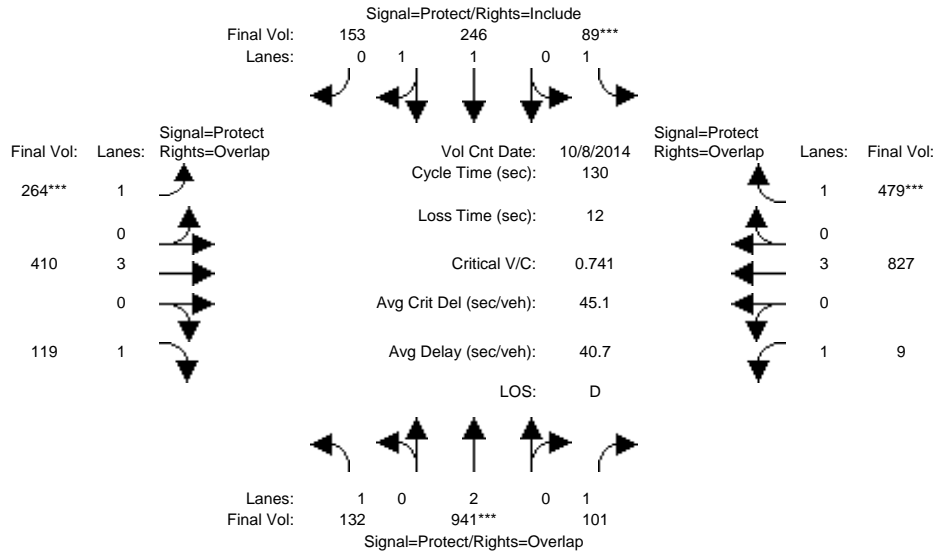 Signal=Protect/Rights=Include
Final Vol: 153 246 89***
Lanes: 0 1 1 0 1
Signal=Protect
Final Vol: Lanes: Rights=Overlap
Vol Cnt Date: 10/8/2014
Signal=Protect
Rights=Overlap Lanes: Final Vol:
Cycle Time (sec): 130
264*** 1
1 479***
Loss Time (sec): 12
0
0
410 3
Critical V/C: 0.741
3 827
0
Avg Crit Del (sec/veh): 45.1
0
119 1
Avg Delay (sec/veh): 40.7
1 9
LOS: D
Lanes: 1 0 2 0 1
Final Vol: 132 941*** 101
Signal=Protect/Rights=Overlap